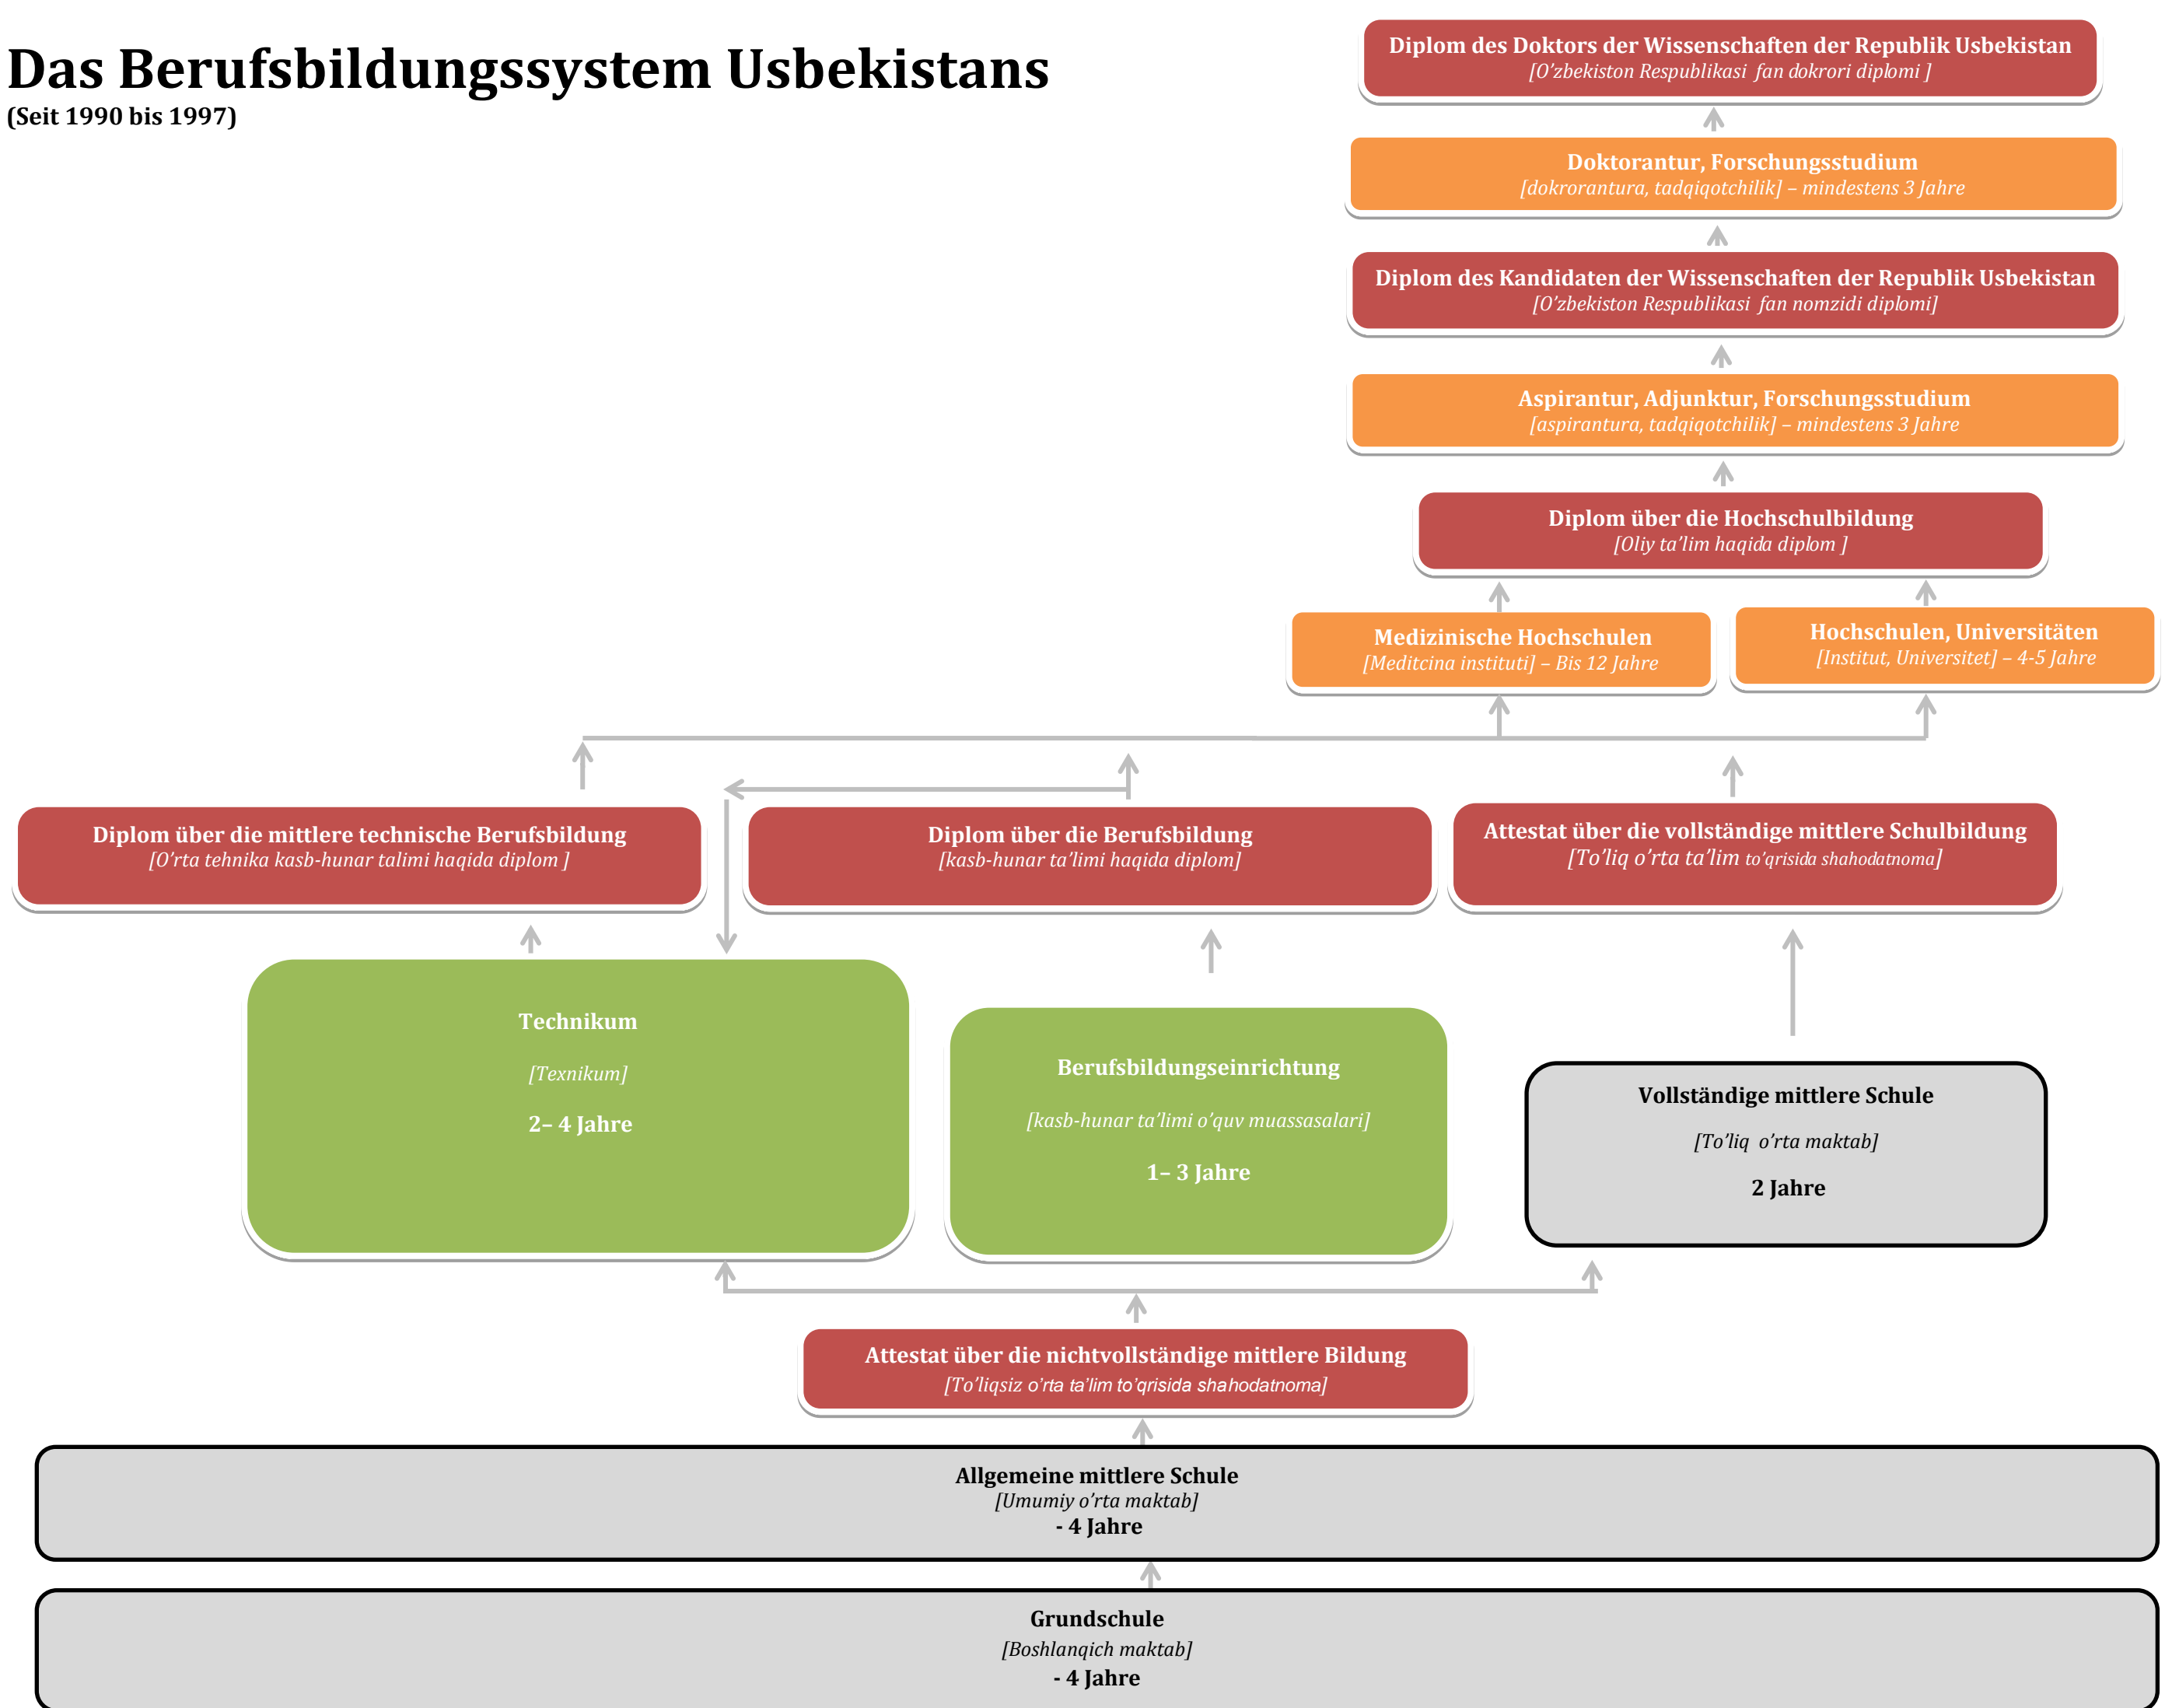 Das Berufsbildungssystem Usbekistans
(Seit 1990 bis 1997)
Diplom des Doktors der Wissenschaften der Republik Usbekistan
[O’zbekiston Respublikasi fan dokrori diplomi ]
Doktorantur, Forschungsstudium
[dokrorantura, tadqiqotchilik] – mindestens 3 Jahre
Diplom des Kandidaten der Wissenschaften der Republik Usbekistan
[O’zbekiston Respublikasi fan nomzidi diplomi]
Aspirantur, Adjunktur, Forschungsstudium
[aspirantura, tadqiqotchilik] – mindestens 3 Jahre
Diplom über die Hochschulbildung
[Oliy ta’lim haqida diplom ]
Medizinische Hochschulen
[Meditcina instituti] – Bis 12 Jahre
Hochschulen, Universitäten
[Institut, Universitet] – 4-5 Jahre
Diplom über die mittlere technische Berufsbildung
[O’rta tehnika kasb-hunar talimi haqida diplom ]
Diplom über die Berufsbildung
[kasb-hunar ta’limi haqida diplom]
Attestat über die vollständige mittlere Schulbildung
[To’liq o’rta ta’lim to’qrisida shahodatnoma]
Technikum
[Texnikum]
2– 4 Jahre
Berufsbildungseinrichtung
[kasb-hunar ta’limi o’quv muassasalari]
1– 3 Jahre
Vollständige mittlere Schule
[To’liq o’rta maktab]
2 Jahre
Attestat über die nichtvollständige mittlere Bildung
[To’liqsiz o’rta ta’lim to’qrisida shahodatnoma]
Allgemeine mittlere Schule
[Umumiy o’rta maktab]
- 4 Jahre
Grundschule
[Boshlanqich maktab]
- 4 Jahre